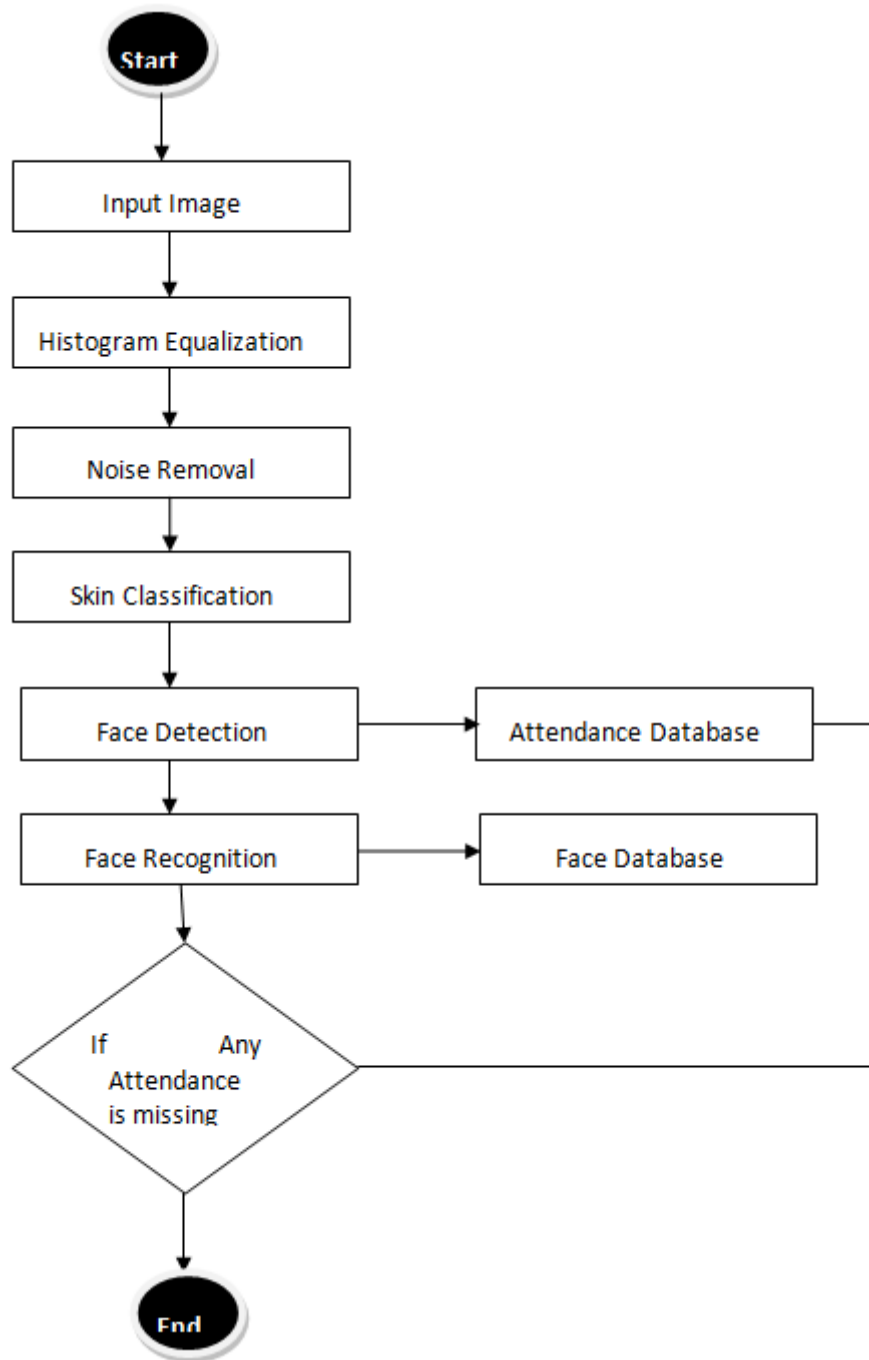 Start
Input Image
Histogram Equalization
Noise Removal
Skin Classification
Face Detection
Attendance Database
Face Recognition
Face Database
If Any
Attendance
is missing
End